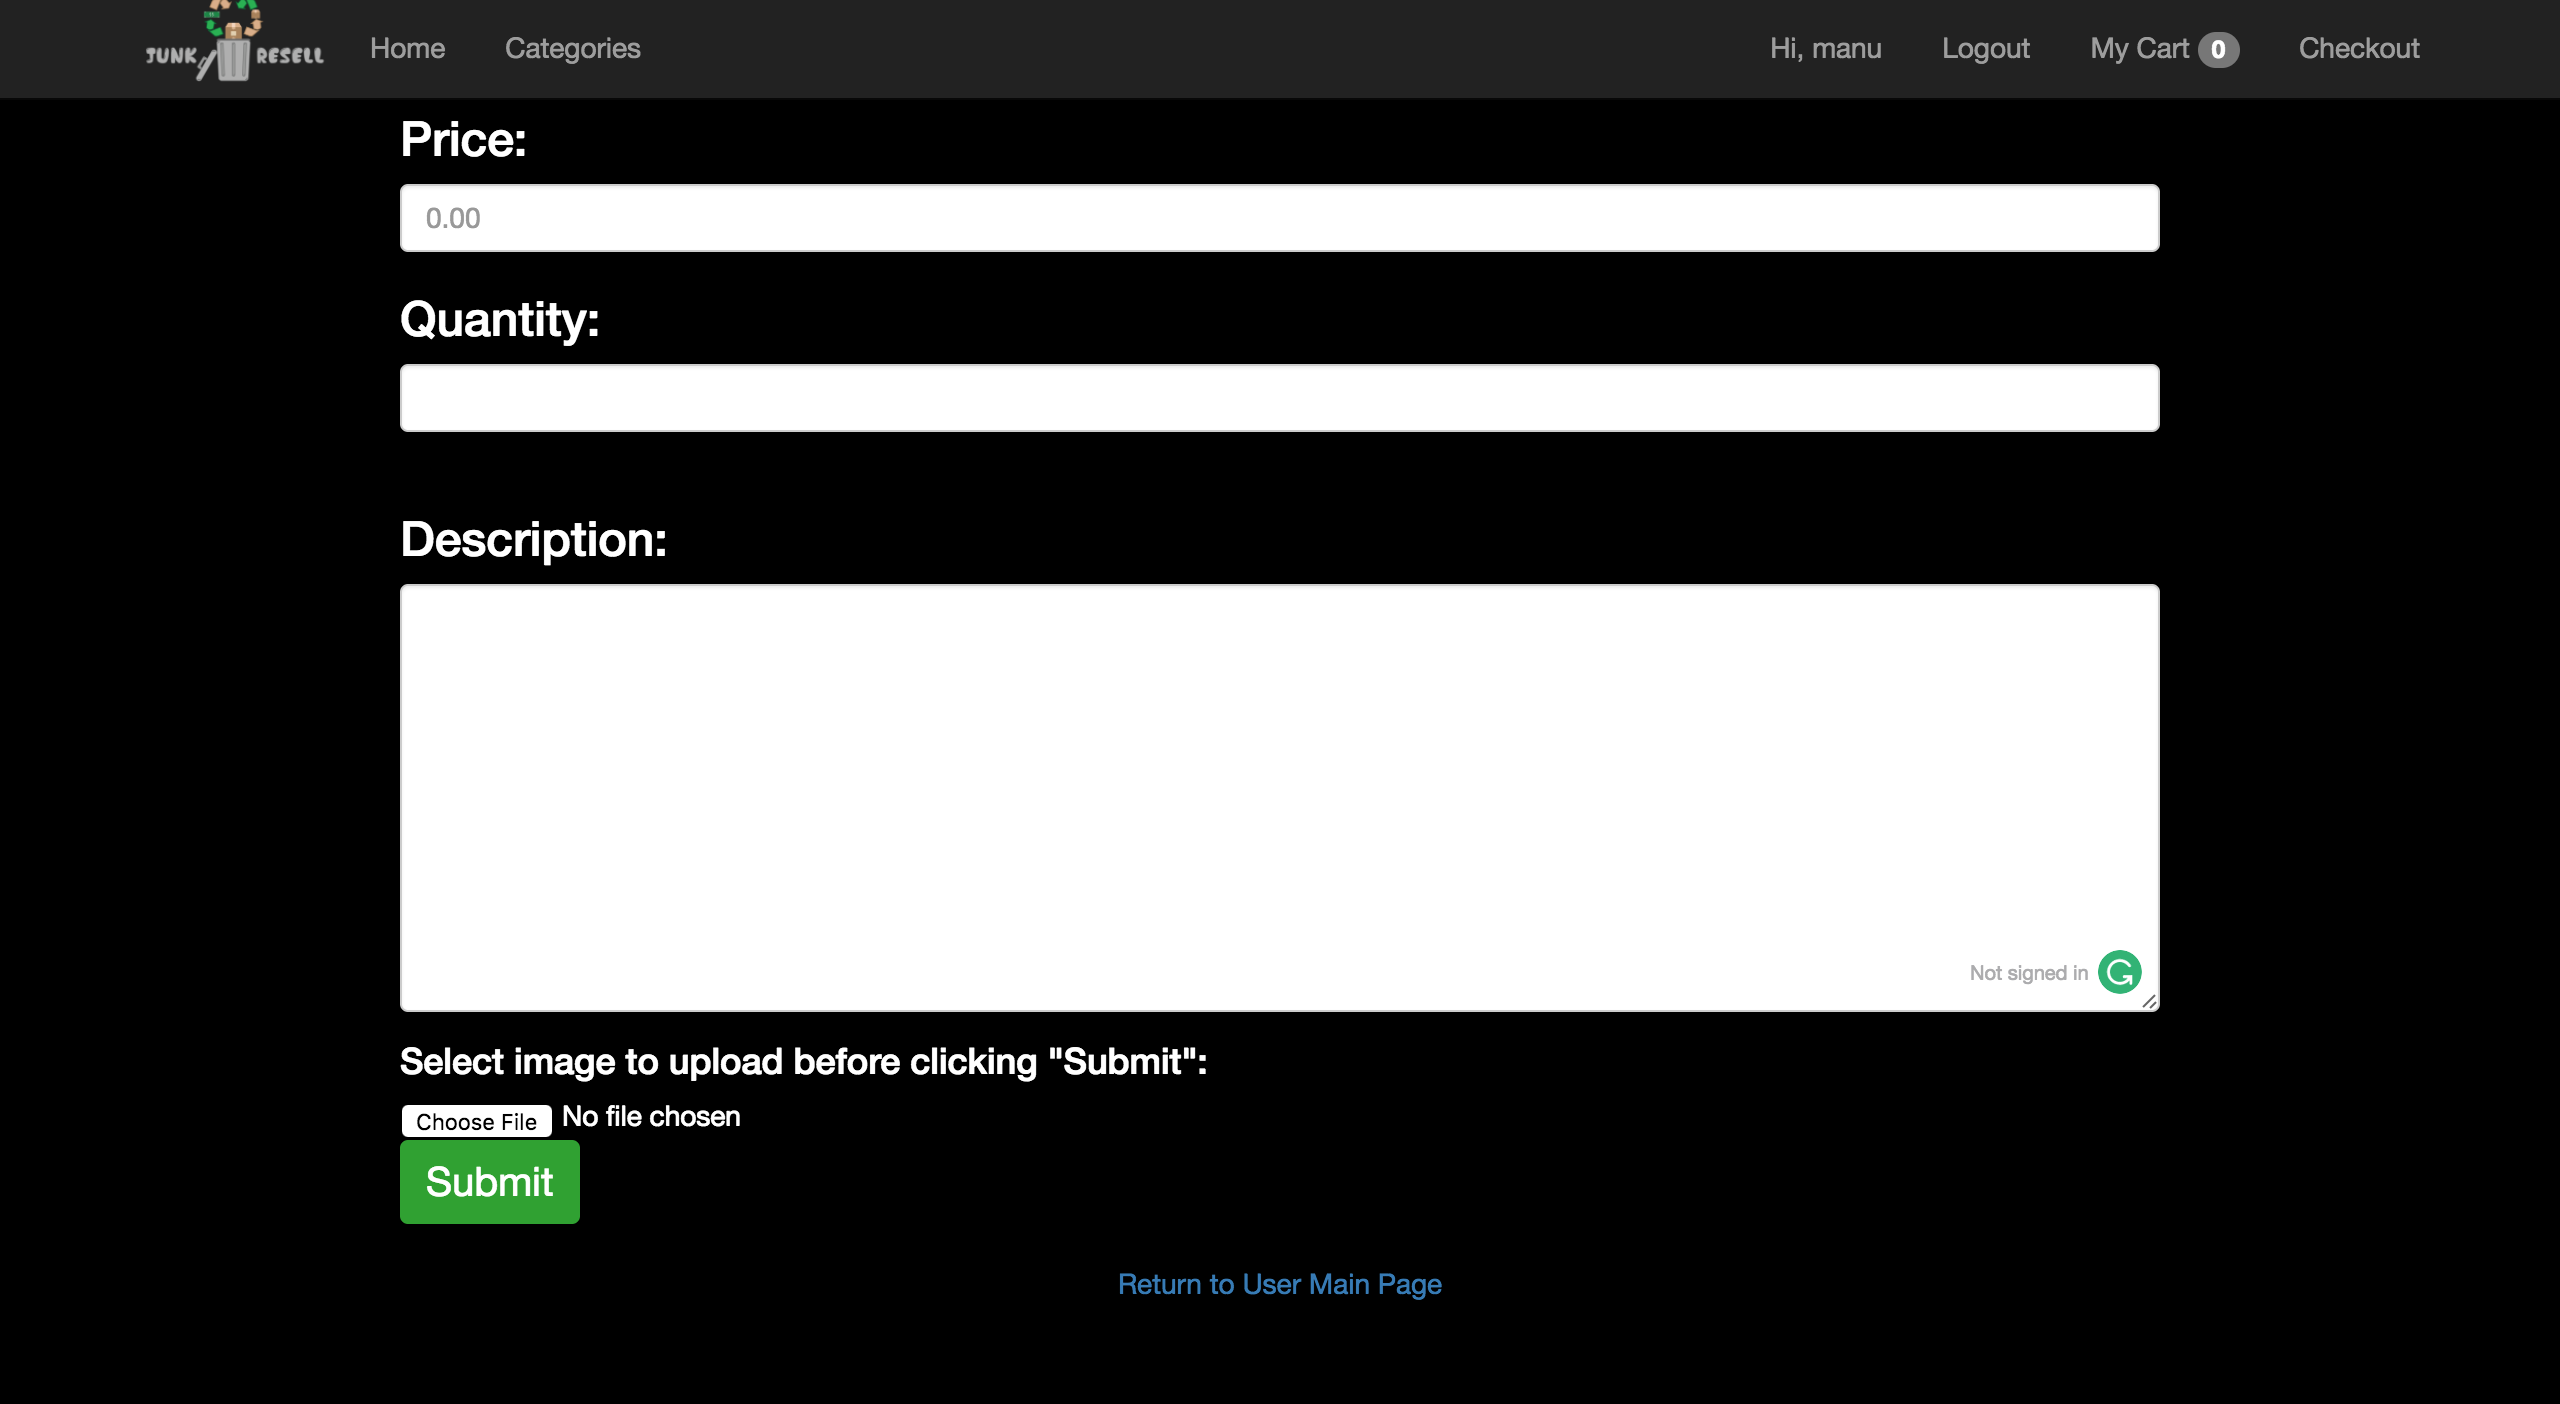 JUNK RESELL Home Categories Hi, manu Logout My Cart 0 Checkout
Price:
0.00
Quantity:
Description:
Not signed in
Select image to upload before clicking "Submit":
Choose File No file chosen
Submit
Return to User Main Page